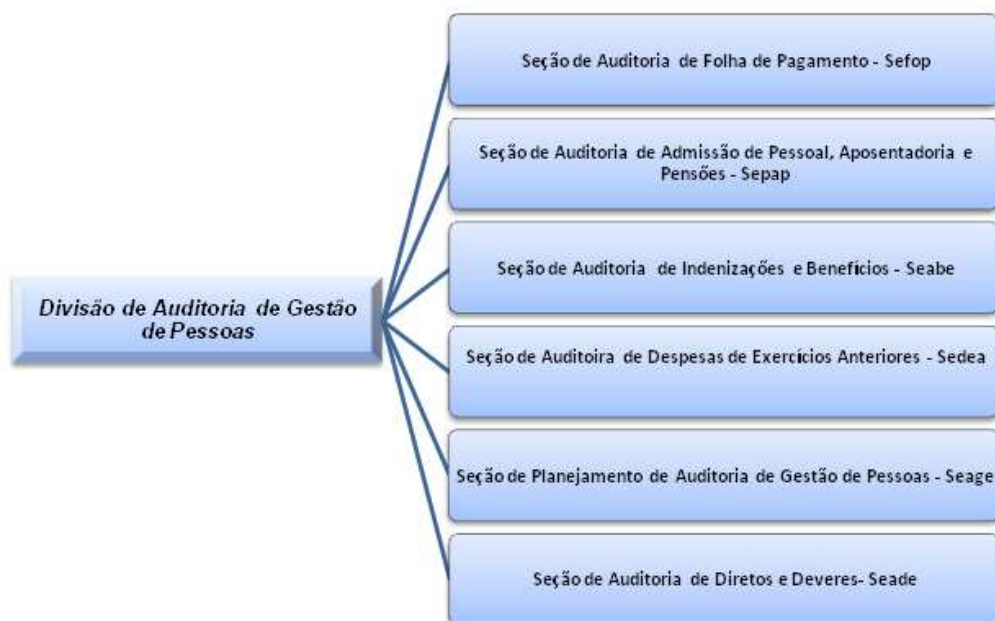 Seção de Auditoria de Folha de Pagamento - Sefop
Seção de Auditoria de Admissão de Pessoal, Aposentadoria e
Pensões - Sepap
Seção de Auditoria de Indenizações e Benefícios - Seabe
Divisão de Auditoria de Gestão
de Pessoas
Seção de Auditoira de Despesas de Exercícios Anteriores - Sedea
Seção de Planejamento de Auditoria de Gestão de Pessoas - Seage
Seção de Auditoria de Diretos e Deveres- Seade